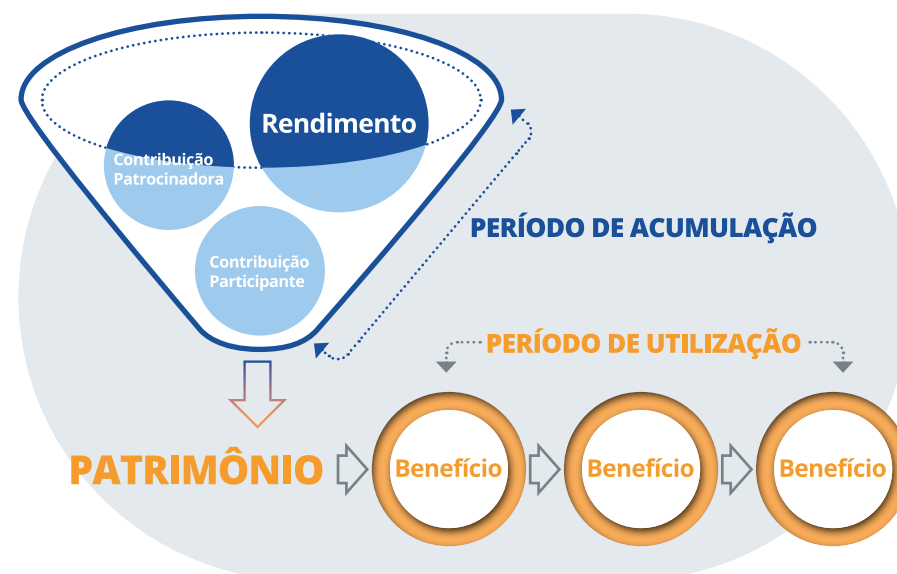 Rendimento
Contribuição
Patrocinadora
Contribuição
Participante
PERÍODO DE ACUMULAÇÃO
PERÍODO DE UTILIZAÇÃO
PATRIMÔNIO
Benefício
Benefício
Benefício